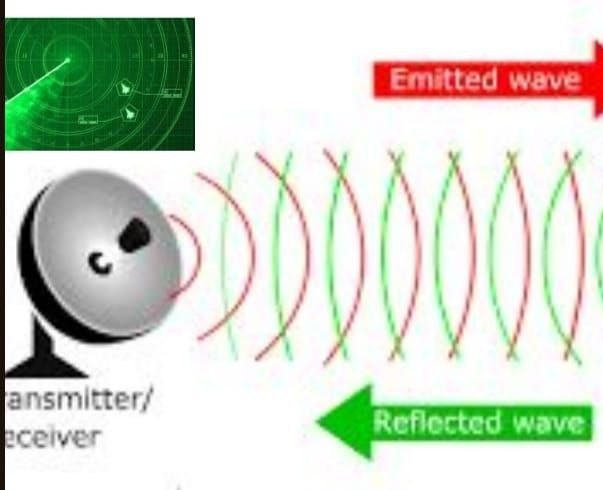 Emitted wave
ansmitter/
eceiver
Reflected wave